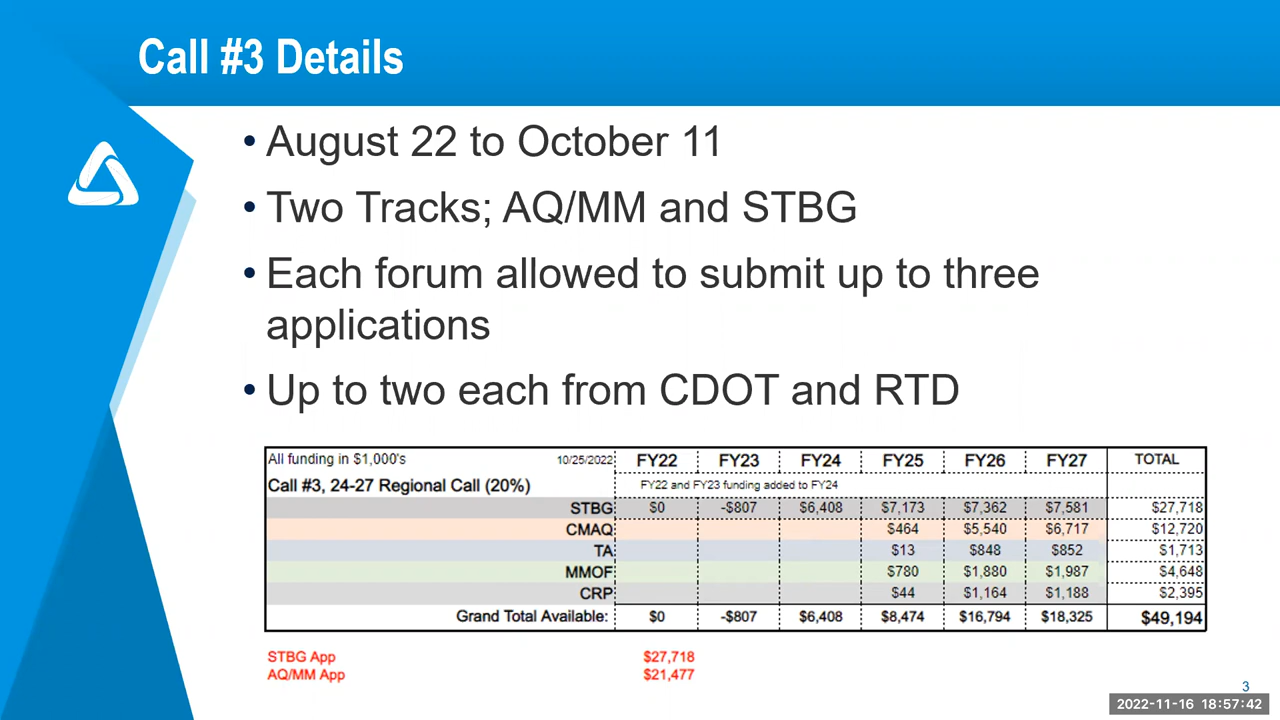 Call #3 Details
• August 22 to October 11
• Two Tracks; AQ/MM and STBG
• Each forum allowed to submit up to three
applications
• Up to two each from CDOT and RTD
All funding in $1,000's 10/25/2022 FY22 FY23 FY24 FY25 FY26 FY27 TOTAL
Call #3, 24-27 Regional Call (20%) FY22 and FY23 funding added to FY24
STBG $0 -$807 $6,408 $7,173 $7,362 $7,581 $27,718
CMAQ $464 $5,540 $6,717 $12,720
TA $13 $848 $852 $1,713
MMOF $780 $1,880 $1,987 $4,648
CRP $44 $1,164 $1,188 $2,395
Grand Total Available: $0 -$807 $6,408 $8,474 $16,794 $18,325 $49,194
STBG App $27,718
AQ/MM App $21,477
3
2022-11-16 18:57:42